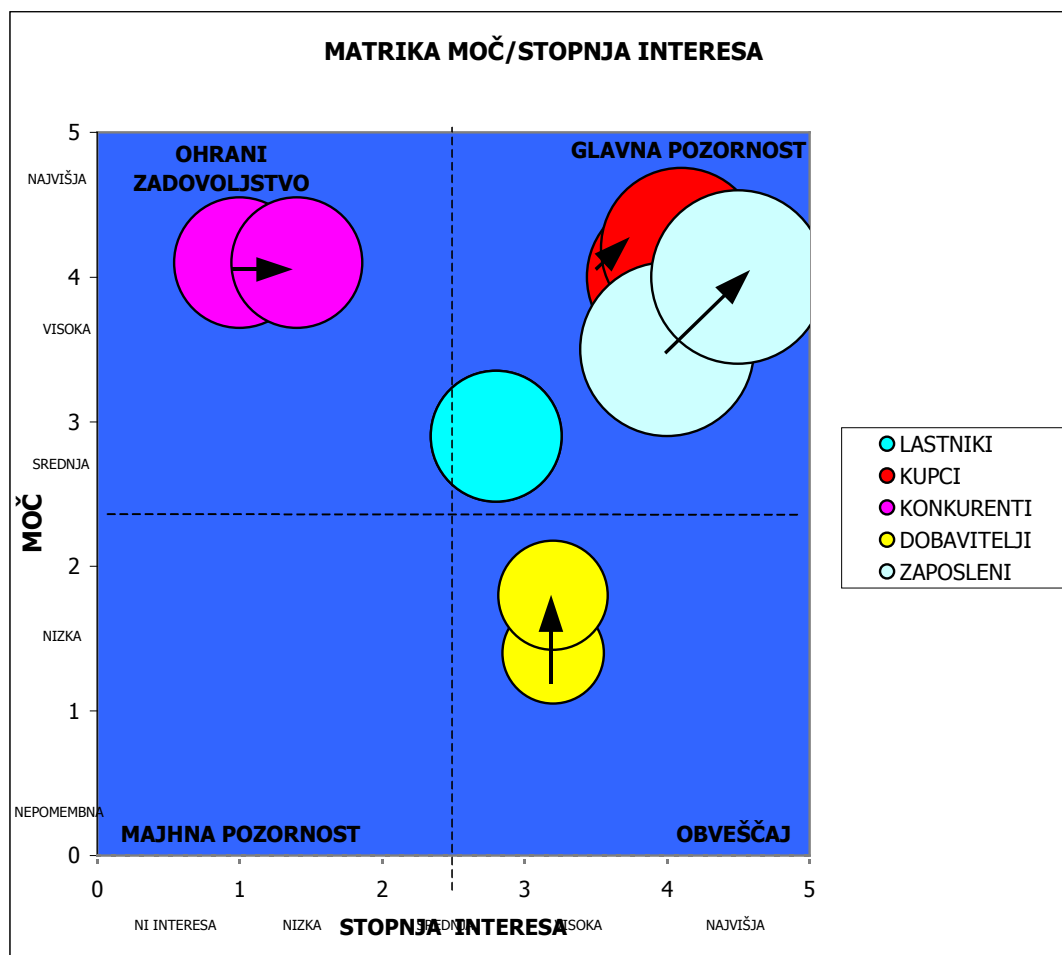 MATRIKA MOČ/STOPNJA INTERESA
5
OHRANI
ZADOVOLJSTVO
GLAVNA POZORNOST
NAJVIŠJA
4
VISOKA
3
SREDNJA
MOČ
2
NIZKA
1
NEPOMEMBNA
MAJHNA POZORNOST
OBVEŠČAJ
0
0 1 2 3 4 5
NI INTERESA NIZKA SREDNJA VISOKA NAJVIŠJA
STOPNJA INTERESA
LASTNIKI
KUPCI
KONKURENTI
DOBAVITELJI
ZAPOSLENI